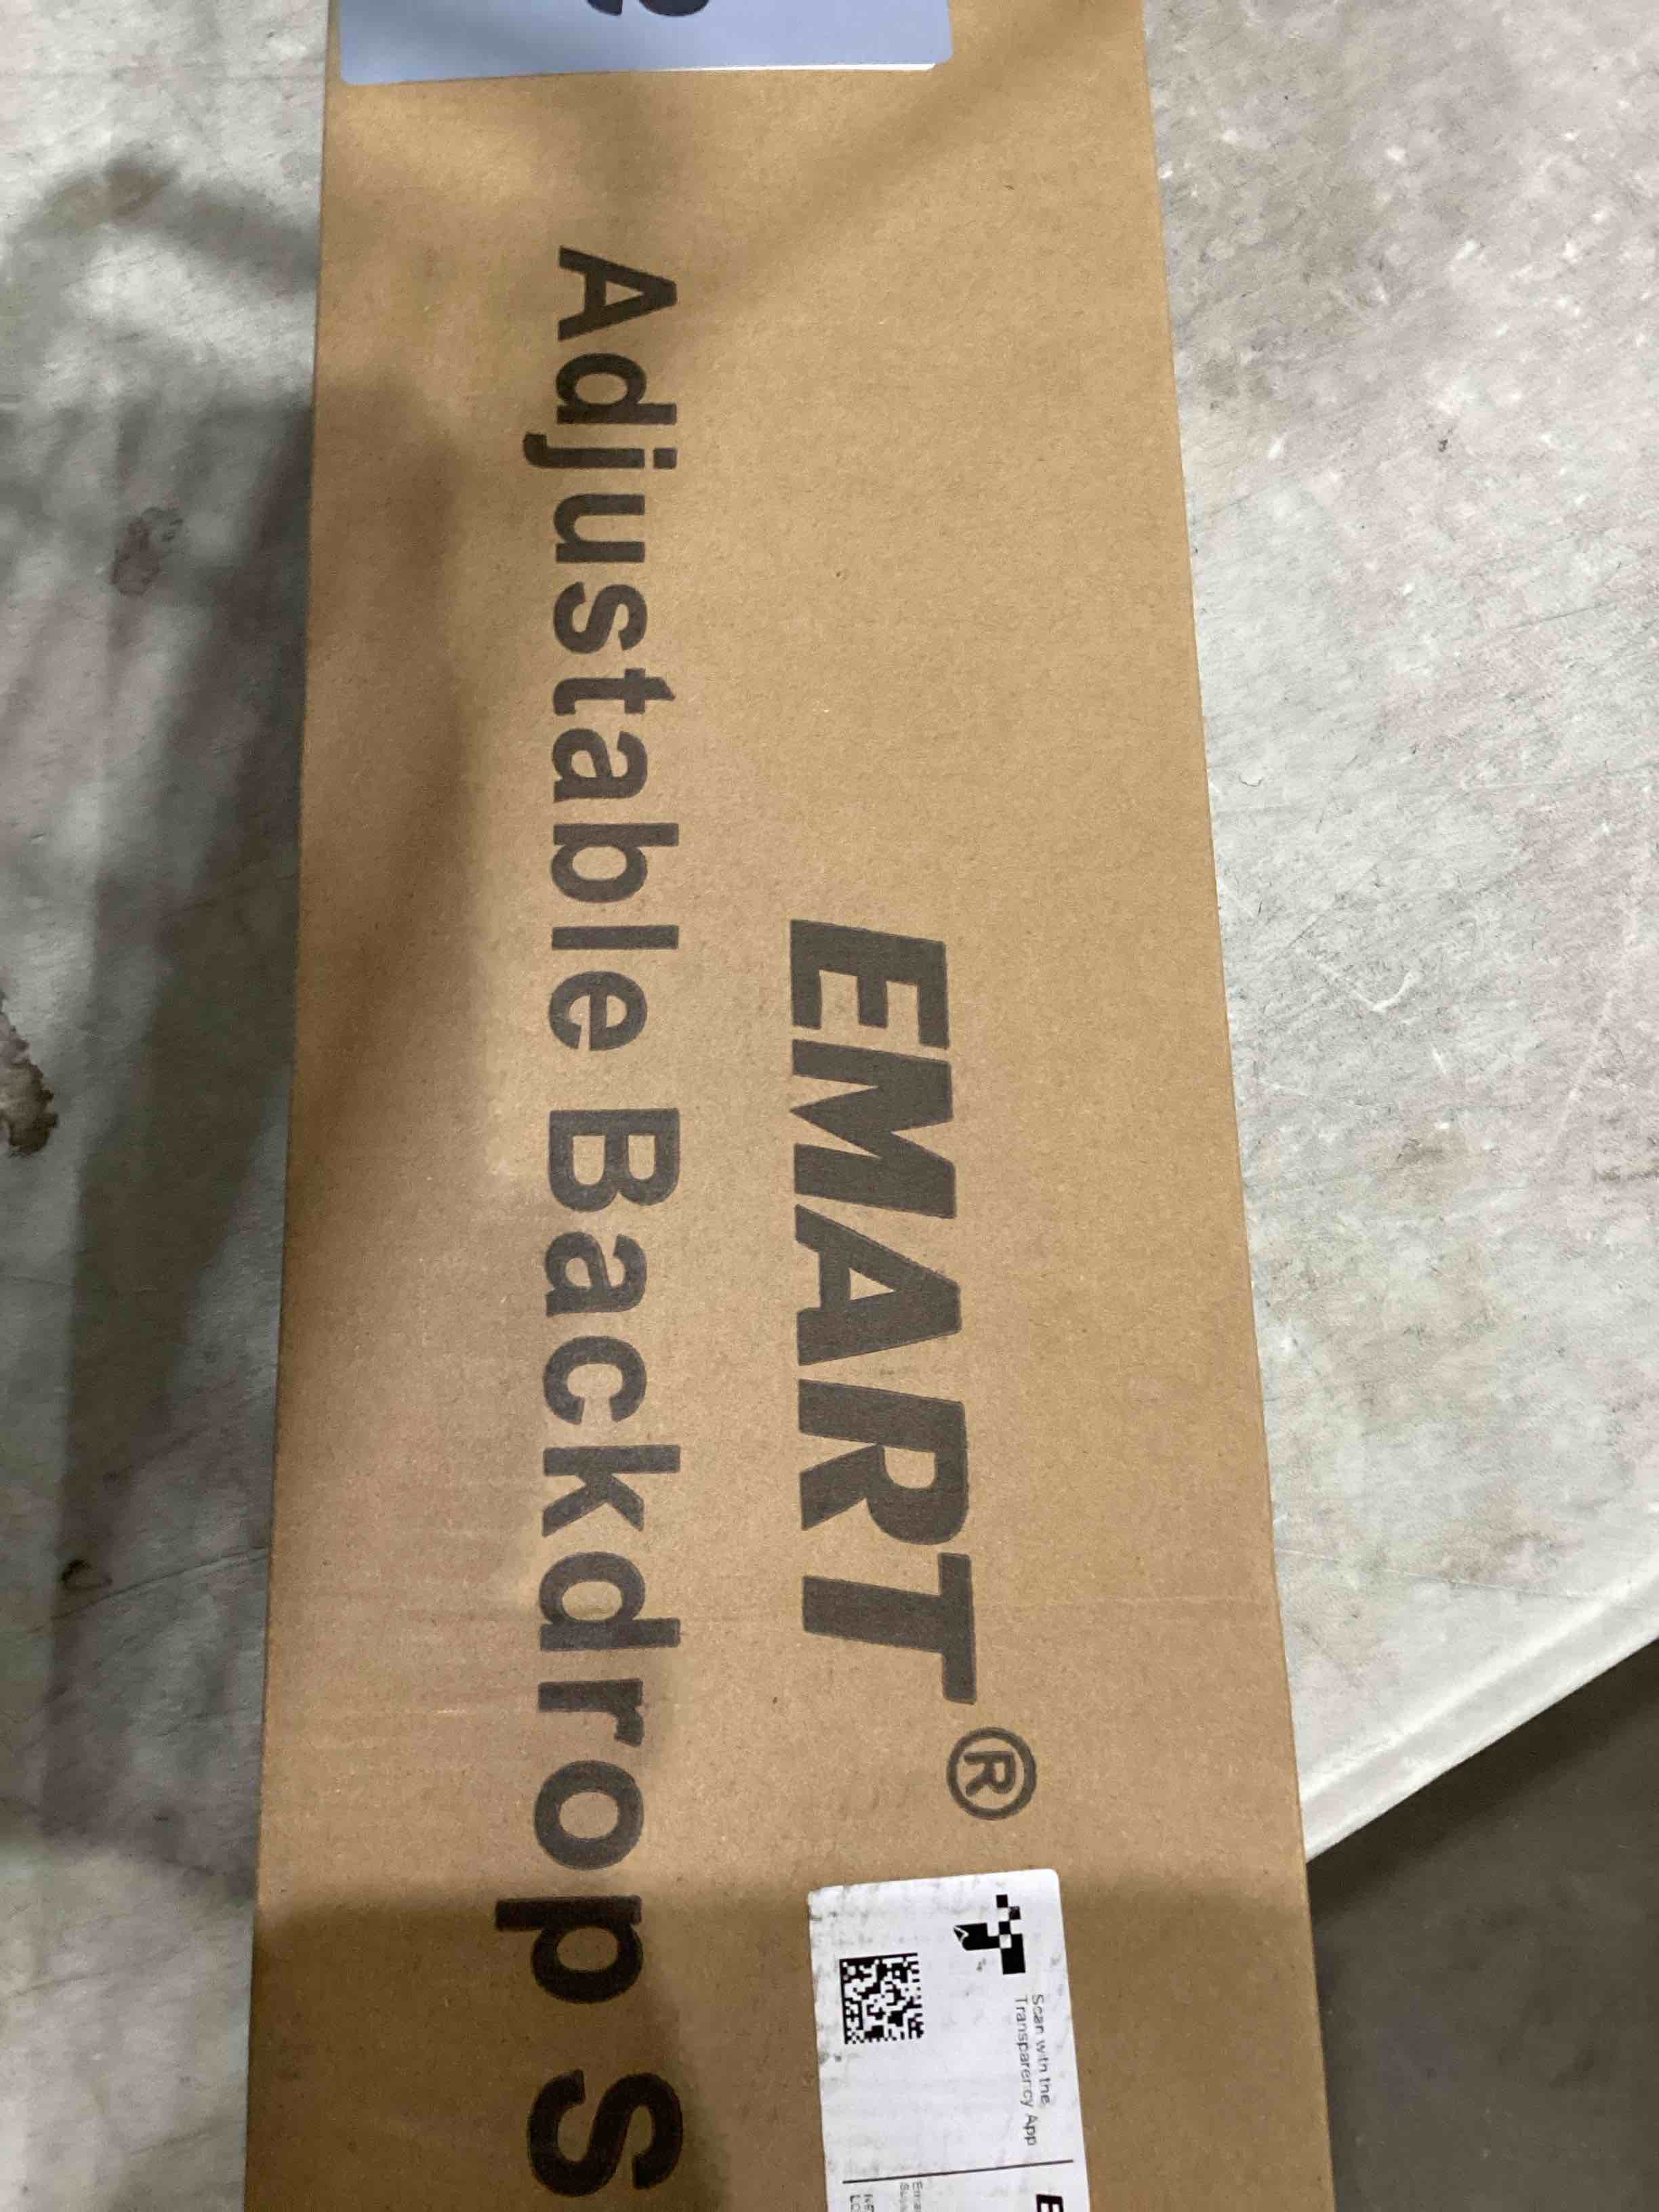 EMART®
Adjustable Backdrop S
Scan with the
Transparency App